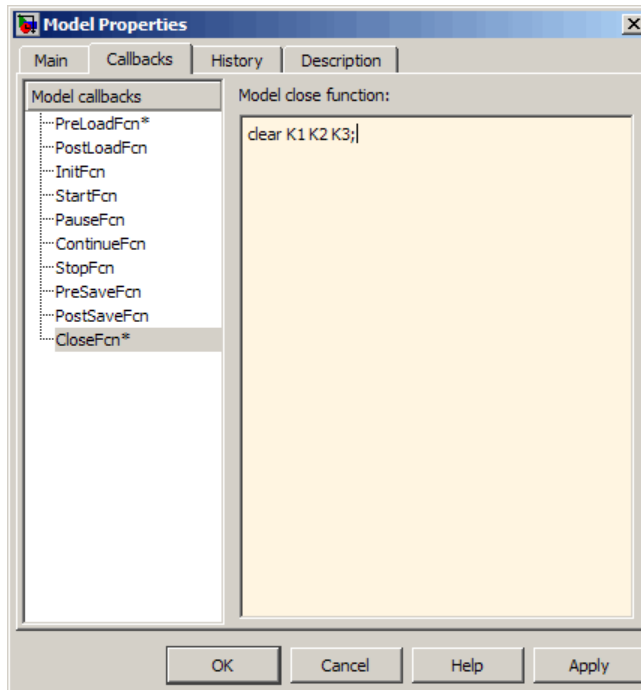 Model Properties
Main Callbacks History Description
Model callbacks
PreLoadFcn*
PostLoadFcn
InitFcn
StartFcn
PauseFcn
ContinueFcn
StopFcn
PreSaveFcn
PostSaveFcn
CloseFcn*
Model close function:
clear K1 K2 K3;
OK Cancel Help Apply